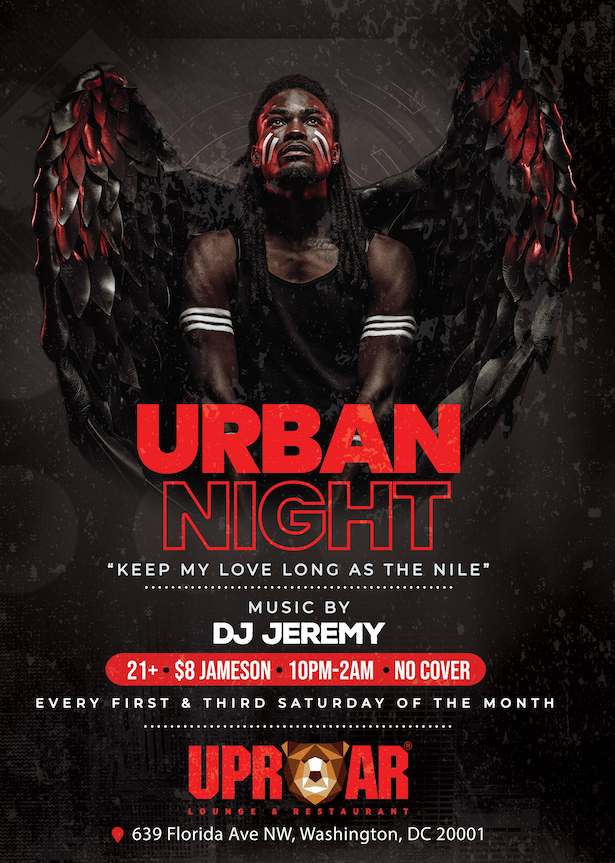 URBAN
NIGHT
“KEEP MY LOVE LONG AS THE NILE”
MUSIC BY
DJ JEREMY
21+ • $8 JAMESON • 10PM-2AM • NO COVER
EVERY FIRST & THIRD SATURDAY OF THE MONTH
UPROAR®
LOUNGE & RESTAURANT
639 Florida Ave NW, Washington, DC 20001